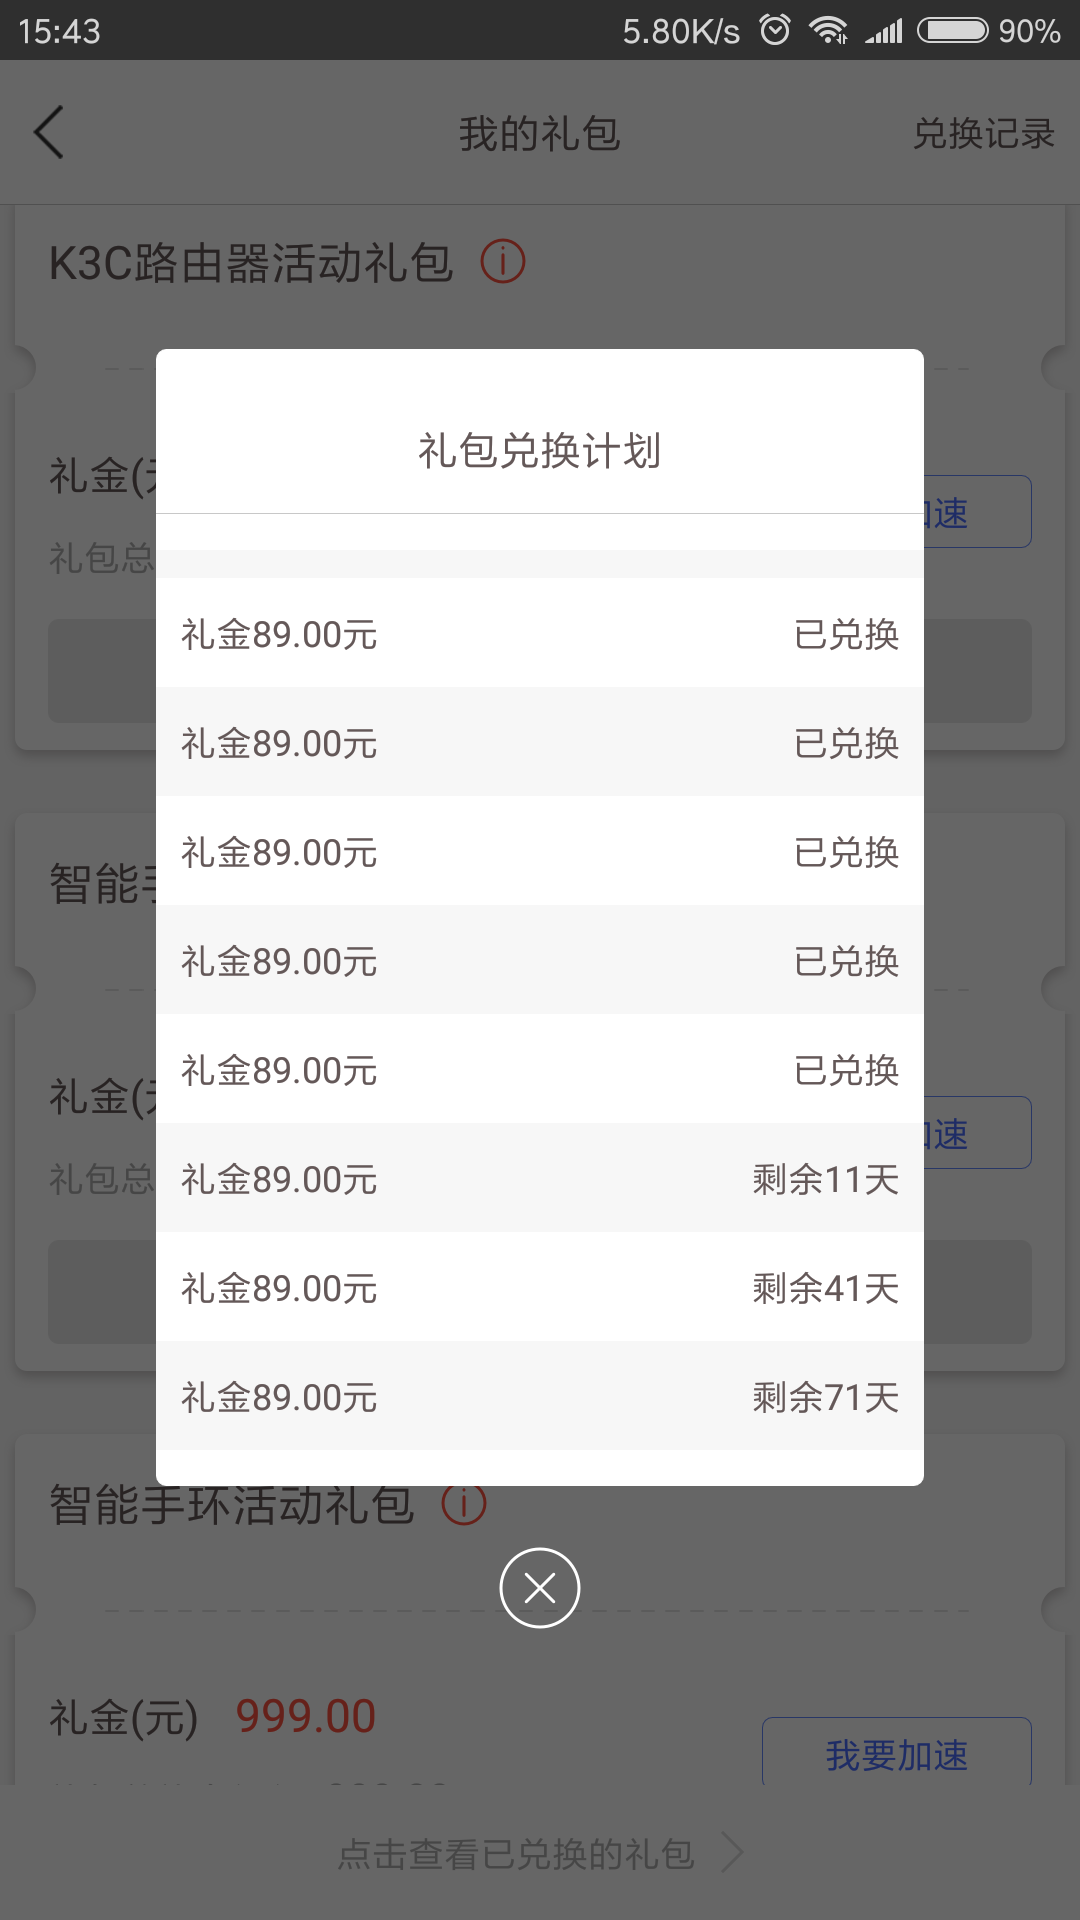 15:43 5.80K/s 90%
我的礼包 兑换记录
K3C路由器活动礼包
礼包兑换计划
礼金(
加速
礼包总
礼金89.00元 已兑换
礼金89.00元 已兑换
礼金89.00元 已兑换
智能
礼金89.00元 已兑换
礼金89.00元 已兑换
礼金(
加速
礼包总
礼金89.00元 剩余11天
礼金89.00元 剩余41天
礼金89.00元 剩余71天
智能手环活动礼包
礼金(元) 999.00
我要加速
点击查看已兑换的礼包